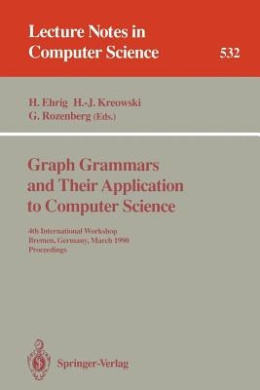 Lecture Notes in
Computer Science
532
H. Ehrig H.-J. Kreowski
G. Rozenberg (Eds.)
Graph Grammars
and Their Application
to Computer Science
4th International Workshop
Bremen, Germany, March 1990
Proceedings
Springer-Verlag